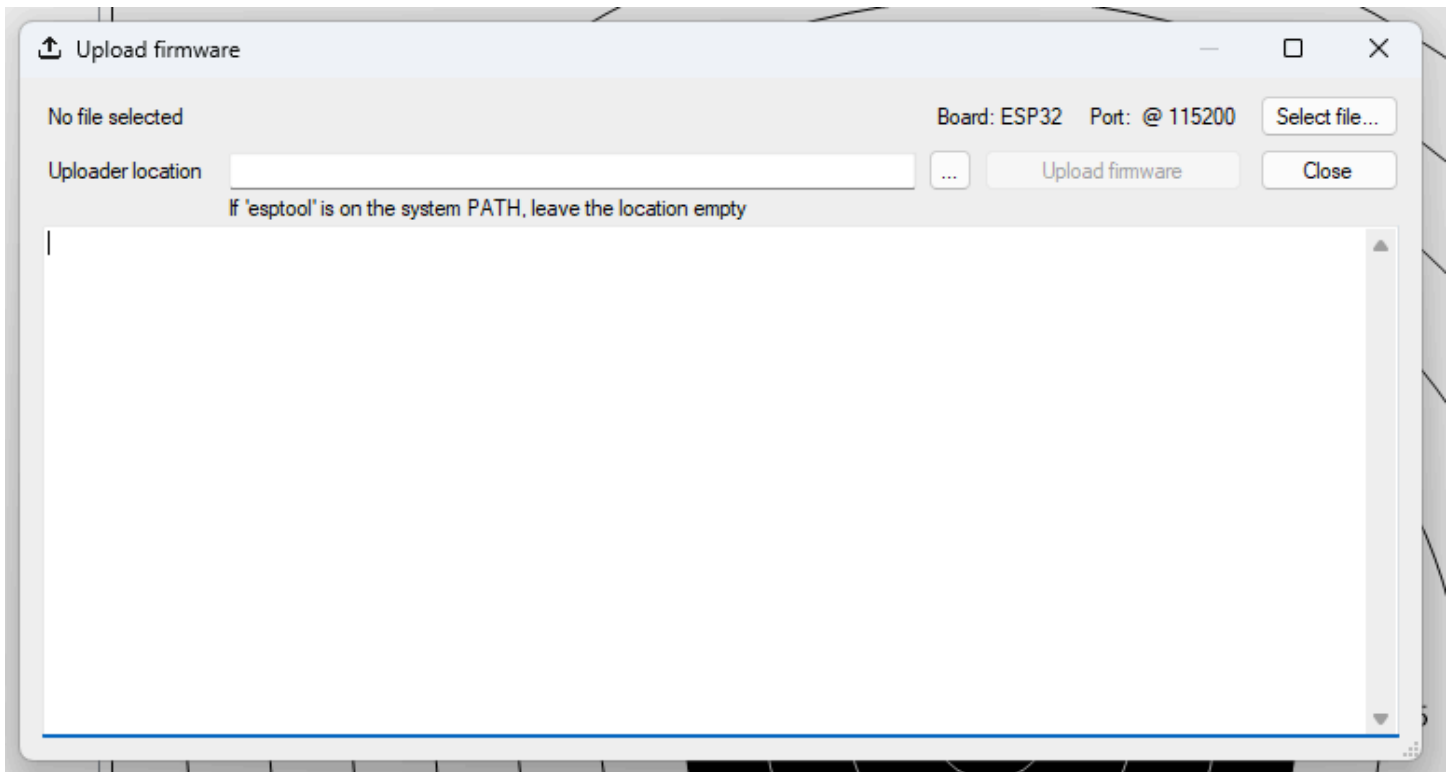 Upload firmware
No file selected
Board: ESP32 Port: @ 115200 Select file...
Uploader location ... Upload firmware Close
If 'esptool' is on the system PATH, leave the location empty